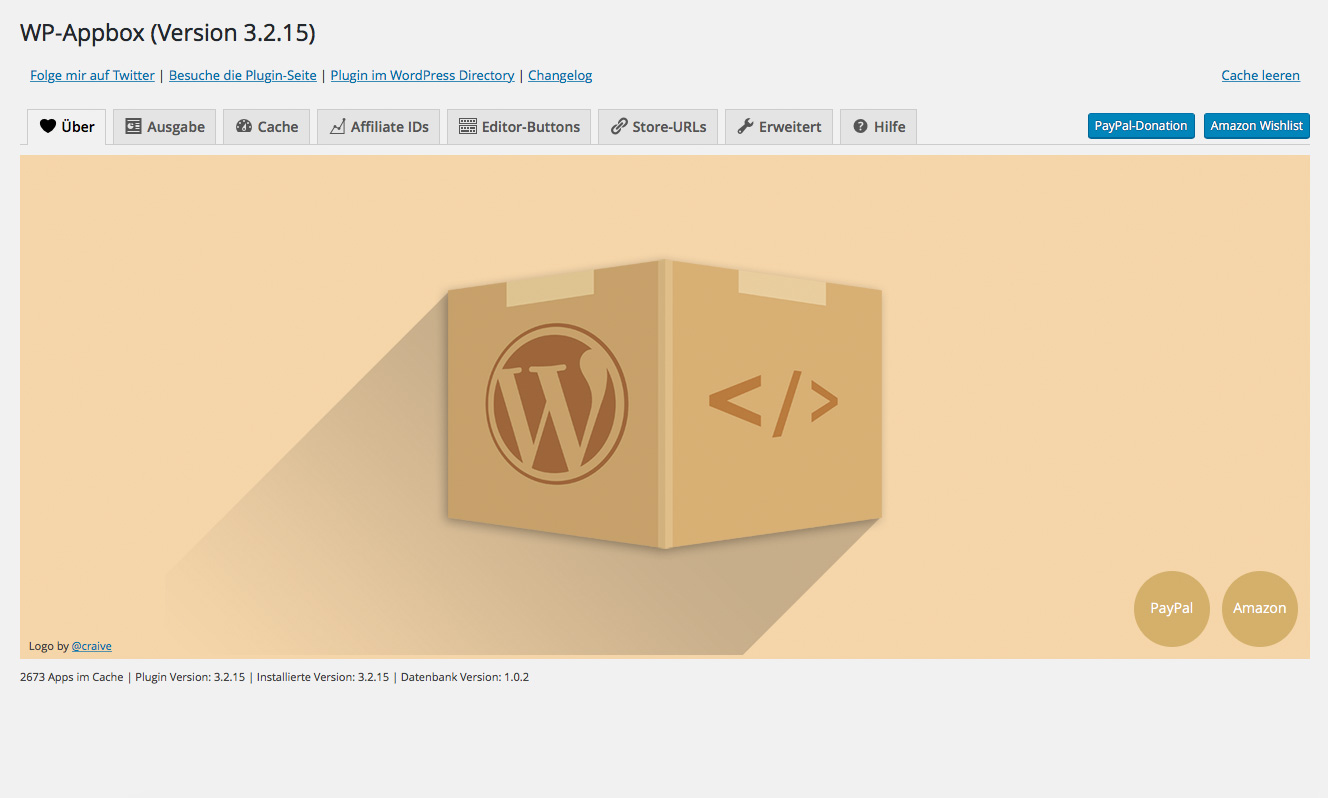 WP-Appbox (Version 3.2.15)
Folge mir auf Twitter | Besuche die Plugin-Seite | Plugin im WordPress Directory | Changelog
Cache leeren
Über
Ausgabe
Cache
Affiliate IDs
Editor-Buttons
Store-URLs
Erweitert
Hilfe
PayPal-Donation
Amazon Wishlist
W
</>
PayPal
Amazon
Logo by @craive
2673 Apps im Cache | Plugin Version: 3.2.15 | Installierte Version: 3.2.15 | Datenbank Version: 1.0.2